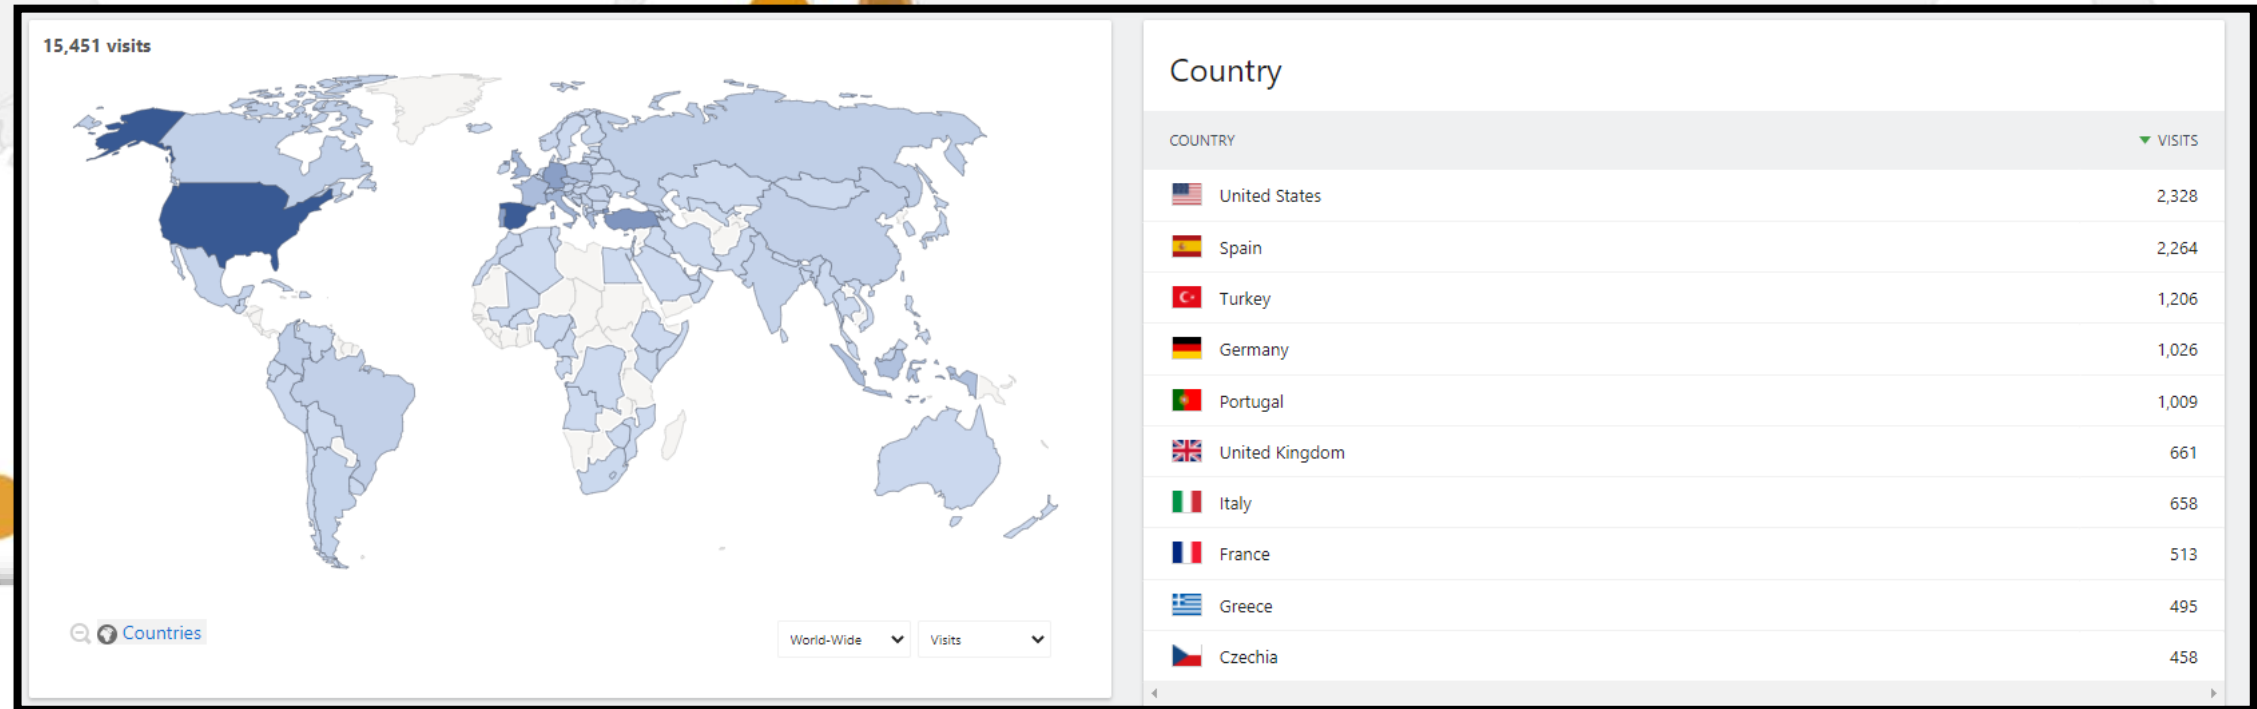 15,451 visits
Countries
World-Wide
Visits
Country
COUNTRY VISITS
United States 2,328
Spain 2,264
Turkey 1,206
Germany 1,026
Portugal 1,009
United Kingdom 661
Italy 658
France 513
Greece 495
Czechia 458